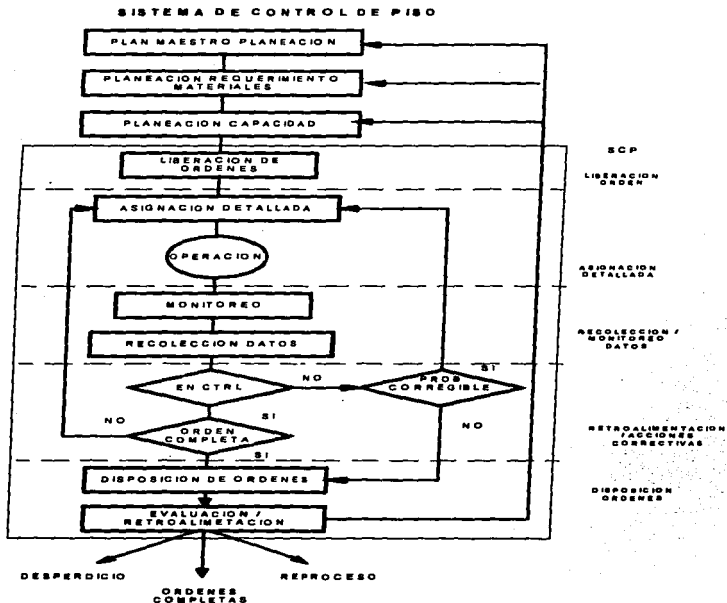 SISTEMA DE CONTROL DE PISO
PLAN MAESTRO PLANEACION
PLANEACION REQUERIMIENTO
MATERIALES
PLANEACION CAPACIDAD
SCP
LIBERACION DE
ORDENES
LIBERACION
ORDEN
ASIGNACION DETALLADA
OPERACION
ASIGNACION
DETALLADA
MONITOREO
RECOLECCION DATOS
RECOLECCION /
MONITOREO
DATOS
EN CTRL
NO
PROB
CORREGIBLE
SI
SI
NO
ORDEN
COMPLETA
NO
SI
RETROALIMENTACION
/ACCIONES
CORRECTIVAS
DISPOSICION DE ORDENES
DISPOSICION
ORDENES
EVALUACION /
RETROALIMETACION
DESPERDICIO
ORDENES
COMPLETAS
REPROCESO